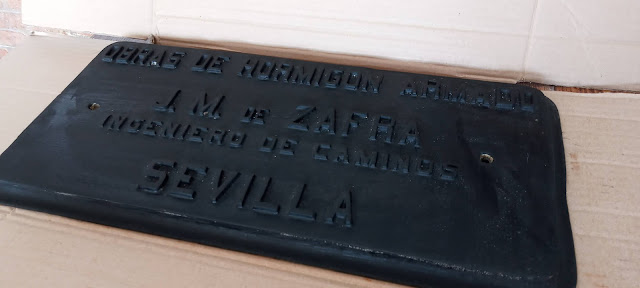 OBRAS DE HORMIGON ARMADO
J. M. DE ZAFRA
INGENIERO DE CAMINOS
SEVILLA